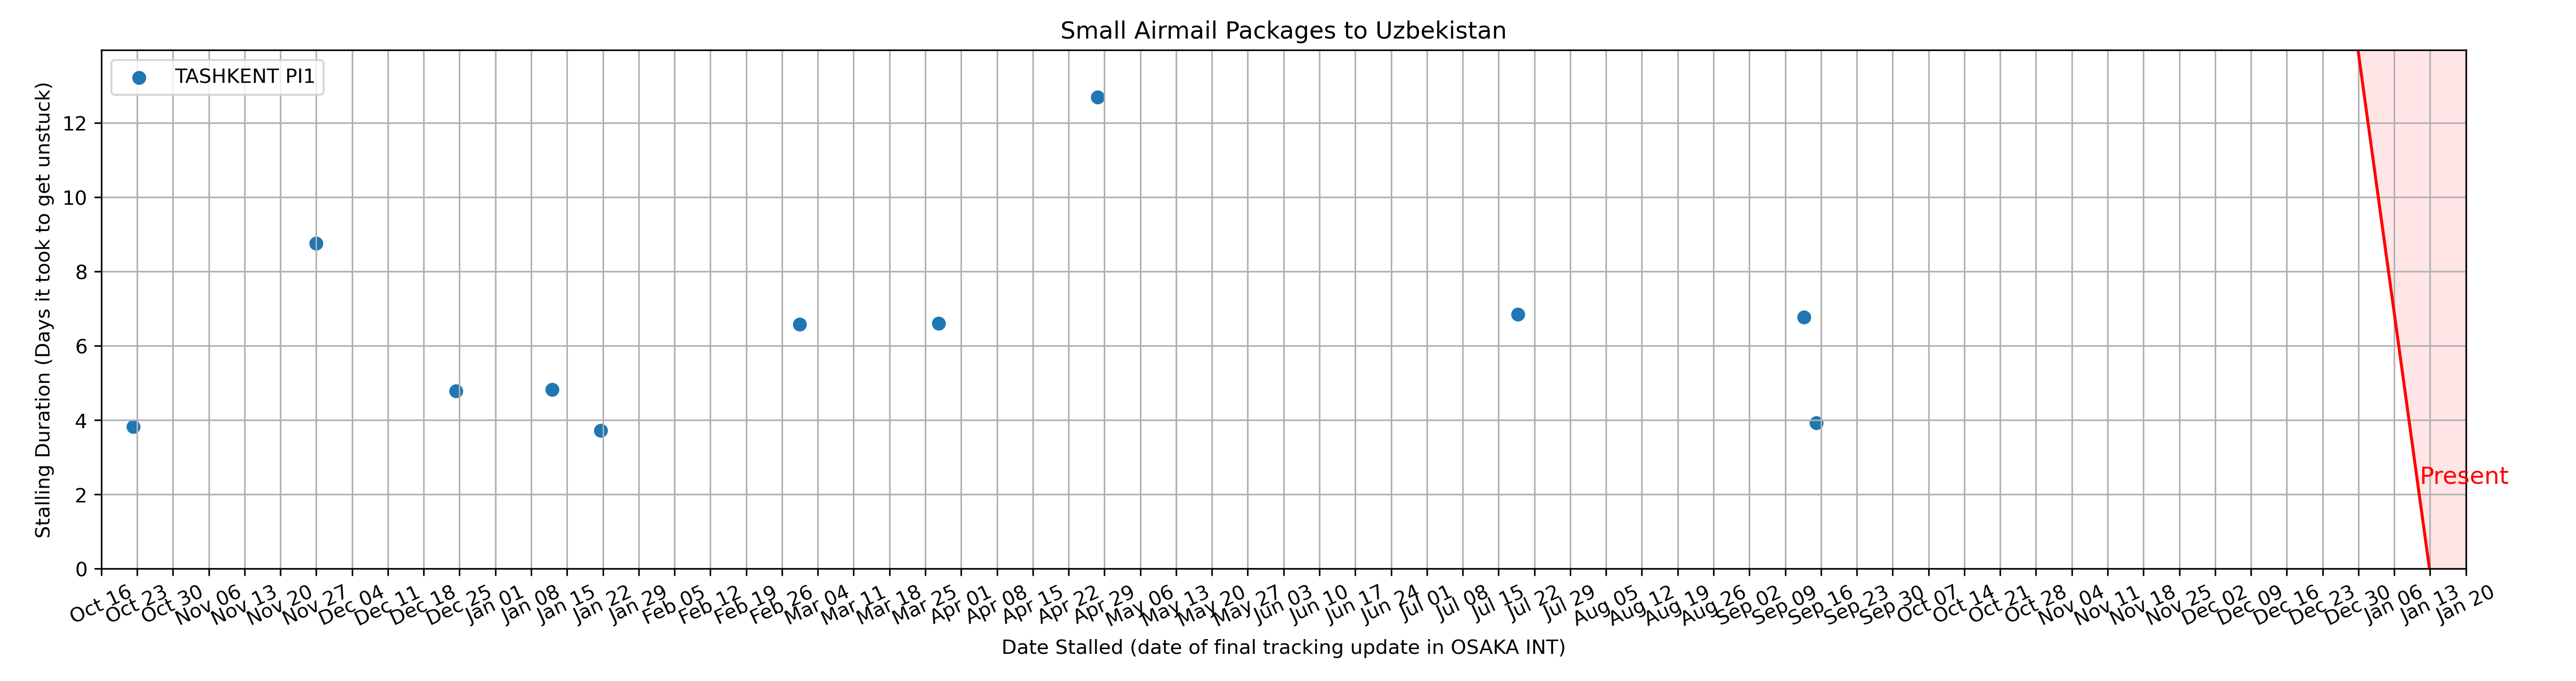 Small Airmail Packages to Uzbekistan
TASHKENT PI1
Stalling Duration (Days it took to get unstuck)
12
10
8
6
4
2
0
Present
Oct 16
Oct 23
Oct 30
Nov 06
Nov 13
Nov 20
Nov 27
Dec 04
Dec 11
Dec 18
Dec 25
Jan 01
Jan 08
Jan 15
Jan 22
Jan 29
Feb 05
Feb 12
Feb 19
Feb 26
Mar 04
Mar 11
Mar 18
Mar 25
Apr 01
Apr 08
Apr 15
Apr 22
Apr 29
May 06
May 13
May 20
May 27
Jun 03
Jun 10
Jun 17
Jun 24
Jul 01
Jul 08
Jul 15
Jul 22
Jul 29
Aug 05
Aug 12
Aug 19
Aug 26
Sep 02
Sep 09
Sep 16
Sep 23
Sep 30
Oct 07
Oct 14
Oct 21
Oct 28
Nov 04
Nov 11
Nov 18
Nov 25
Dec 02
Dec 09
Dec 16
Dec 23
Dec 30
Jan 06
Jan 13
Jan 20
Date Stalled (date of final tracking update in OSAKA INT)